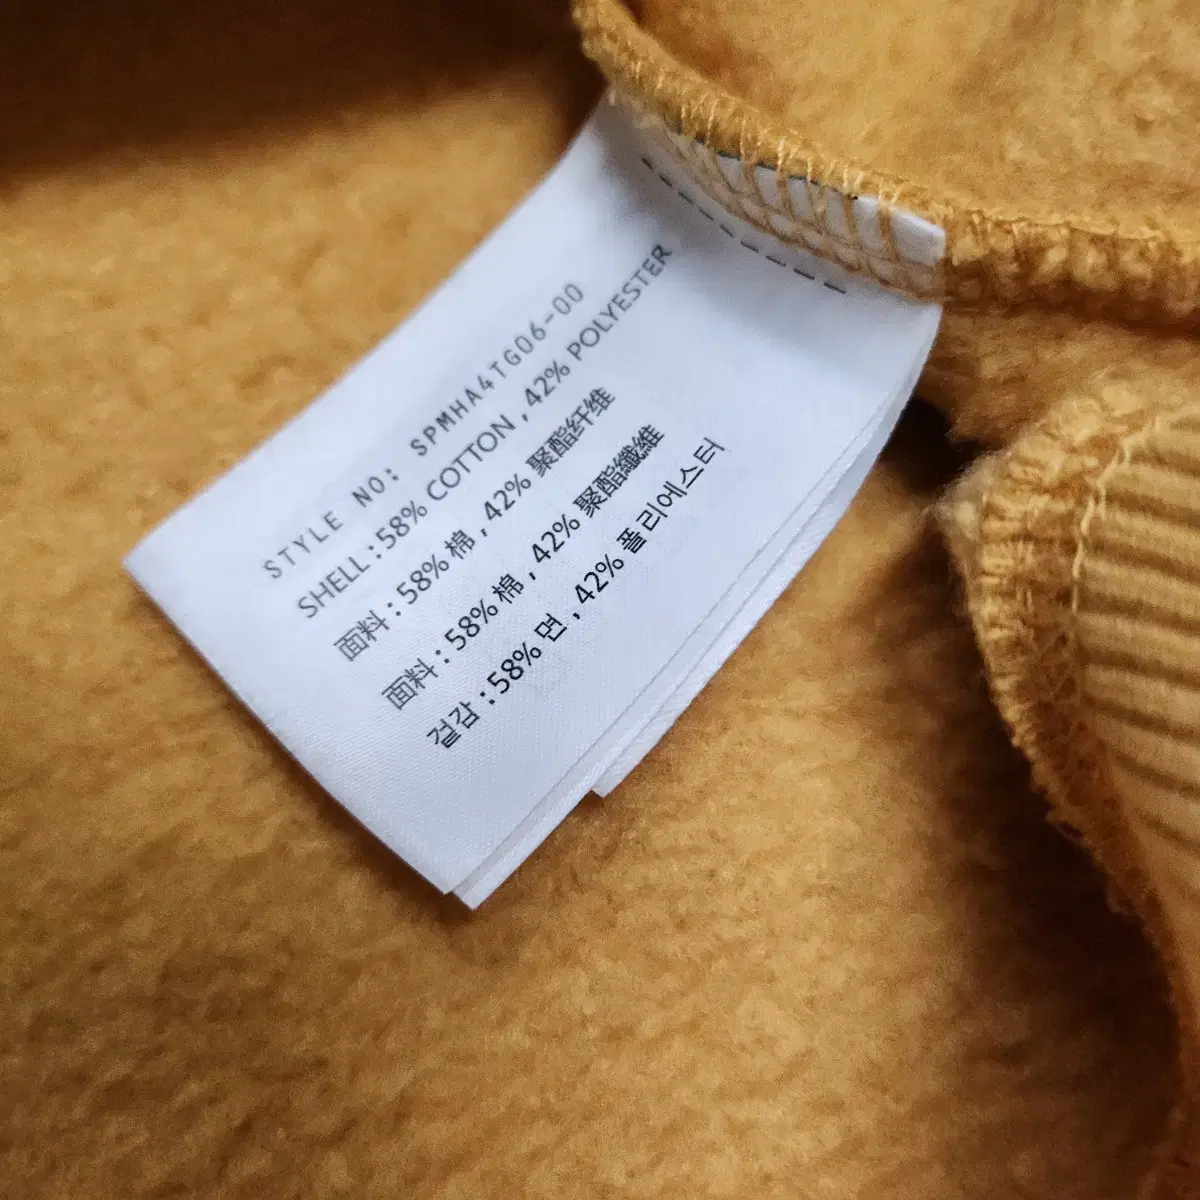 STYLE NO: SPMHA4TG06-00
SHELL:58% COTTON,42% POLYESTER
面料:58% 棉,42% 聚酯纤维
面料:58% 棉,42% 聚酯纖維
겉감:58% 면,42% 폴리에스터